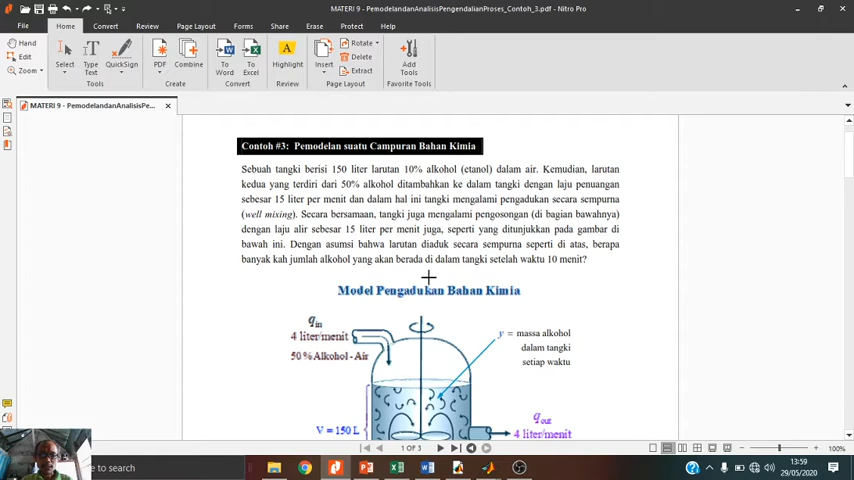 MATERI 9 - PemodelandanAnalisisPengendalianProses_Contoh_3.pdf - Nitro Pro
File Home Convert Review Page Layout Forms Share Erase Protect Help
Hand
Edit
Zoom
Select
Type Text
QuickSign
Tools
PDF
Combine
Create
To Word
To Excel
Convert
Highlight
Review
Insert
Rotate
Delete
Extract
Page Layout
Add Tools
Favorite Tools
MATERI 9 - PemodelandanAnalisisPe...
Contoh #3: Pemodelan suatu Campuran Bahan Kimia
Sebuah tangki berisi 150 liter larutan 10% alkohol (etanol) dalam air. Kemudian, larutan
kedua yang terdiri dari 50% alkohol ditambahkan ke dalam tangki dengan laju penuangan
sebesar 15 liter per menit dan dalam hal ini tangki mengalami pengadukan secara sempurna
(well mixing). Secara bersamaan, tangki juga mengalami pengosongan (di bagian bawahnya)
dengan laju alir sebesar 15 liter per menit juga, seperti yang ditunjukkan pada gambar di
bawah ini. Dengan asumsi bahwa larutan diaduk secara sempurna seperti di atas, berapa
banyak kah jumlah alkohol yang akan berada di dalam tangki setelah waktu 10 menit?
Model Pengadukan Bahan Kimia
qin
4 liter/menit
50% Alkohol - Air
y = massa alkohol
dalam tangki
setiap waktu
V = 150 L
qout
4 liter/menit
1 OF 3
100%
here to search
13:59
29/05/2020